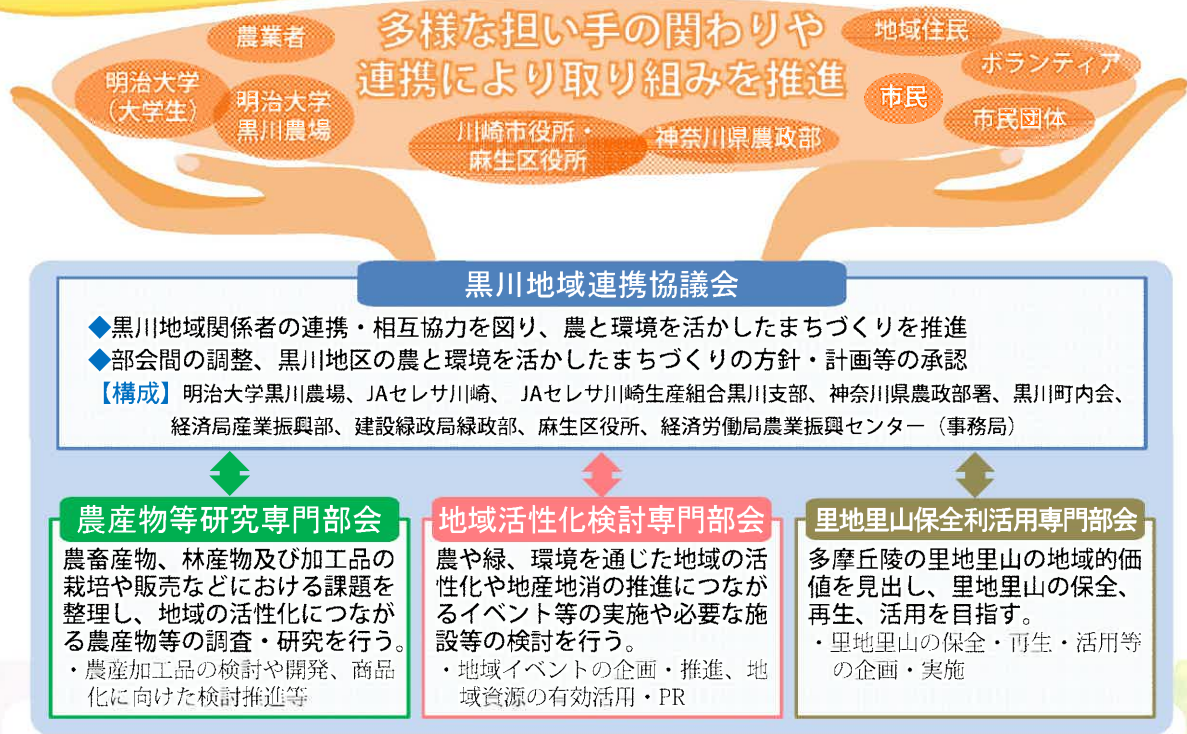 多様な担い手の関わりや
連携により取り組みを推進
農業者
明治大学
(大学生)
明治大学
黒川農場
川崎市役所・
麻生区役所
神奈川県農政部
地域住民
ボランティア
市民
市民団体
黒川地域連携協議会
◆黒川地域関係者の連携・相互協力を図り、農と環境を活かしたまちづくりを推進
◆部会間の調整、黒川地区の農と環境を活かしたまちづくりの方針・計画等の承認
【構成】明治大学黒川農場、JAセレサ川崎、 JAセレサ川崎生産組合黒川支部、神奈川県農政部署、黒川町内会、
経済局産業振興部、建設緑政局緑政部、麻生区役所、経済労働局農業振興センター（事務局）
農産物等研究専門部会
農畜産物、林産物及び加工品の
栽培や販売などにおける課題を
整理し、地域の活性化につなが
る農産物等の調査・研究を行う。
・農産加工品の検討や開発、商品
化に向けた検討推進等
地域活性化検討専門部会
農や緑、環境を通じた地域の活
性化や地産地消の推進につなが
るイベント等の実施や必要な施
設等の検討を行う。
・地域イベントの企画・推進、地
域資源の有効活用・PR
里地里山保全利活用専門部会
多摩丘陵の里地里山の地域的価
値を見出し、里地里山の保全、
再生、活用を目指す。
・里地里山の保全・再生・活用等
の企画・実施